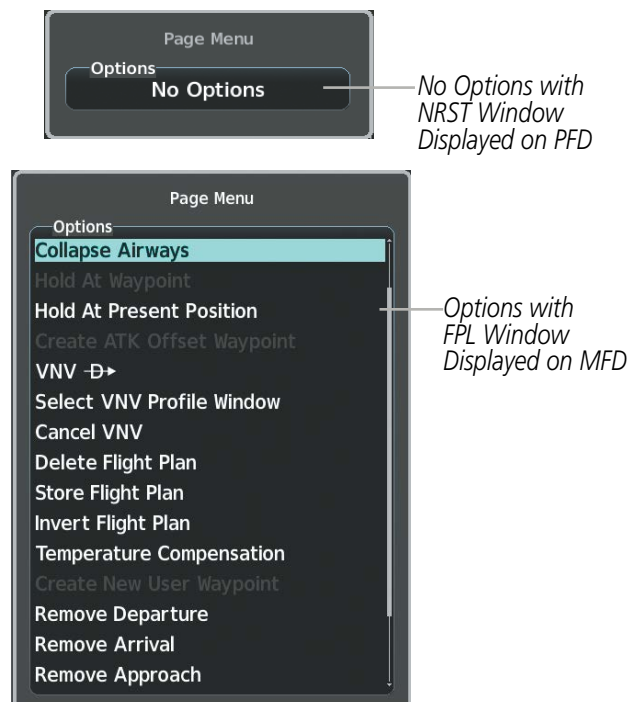 Page Menu
Options
No Options
No Options with
NRST Window
Displayed on PFD
Page Menu
Options
Collapse Airways
Hold At Waypoint
Hold At Present Position
Create ATK Offset Waypoint
VNV D
Select VNV Profile Window
Cancel VNV
Delete Flight Plan
Store Flight Plan
Invert Flight Plan
Temperature Compensation
Create New User Waypoint
Remove Departure
Remove Arrival
Remove Approach
Options with
FPL Window
Displayed on MFD